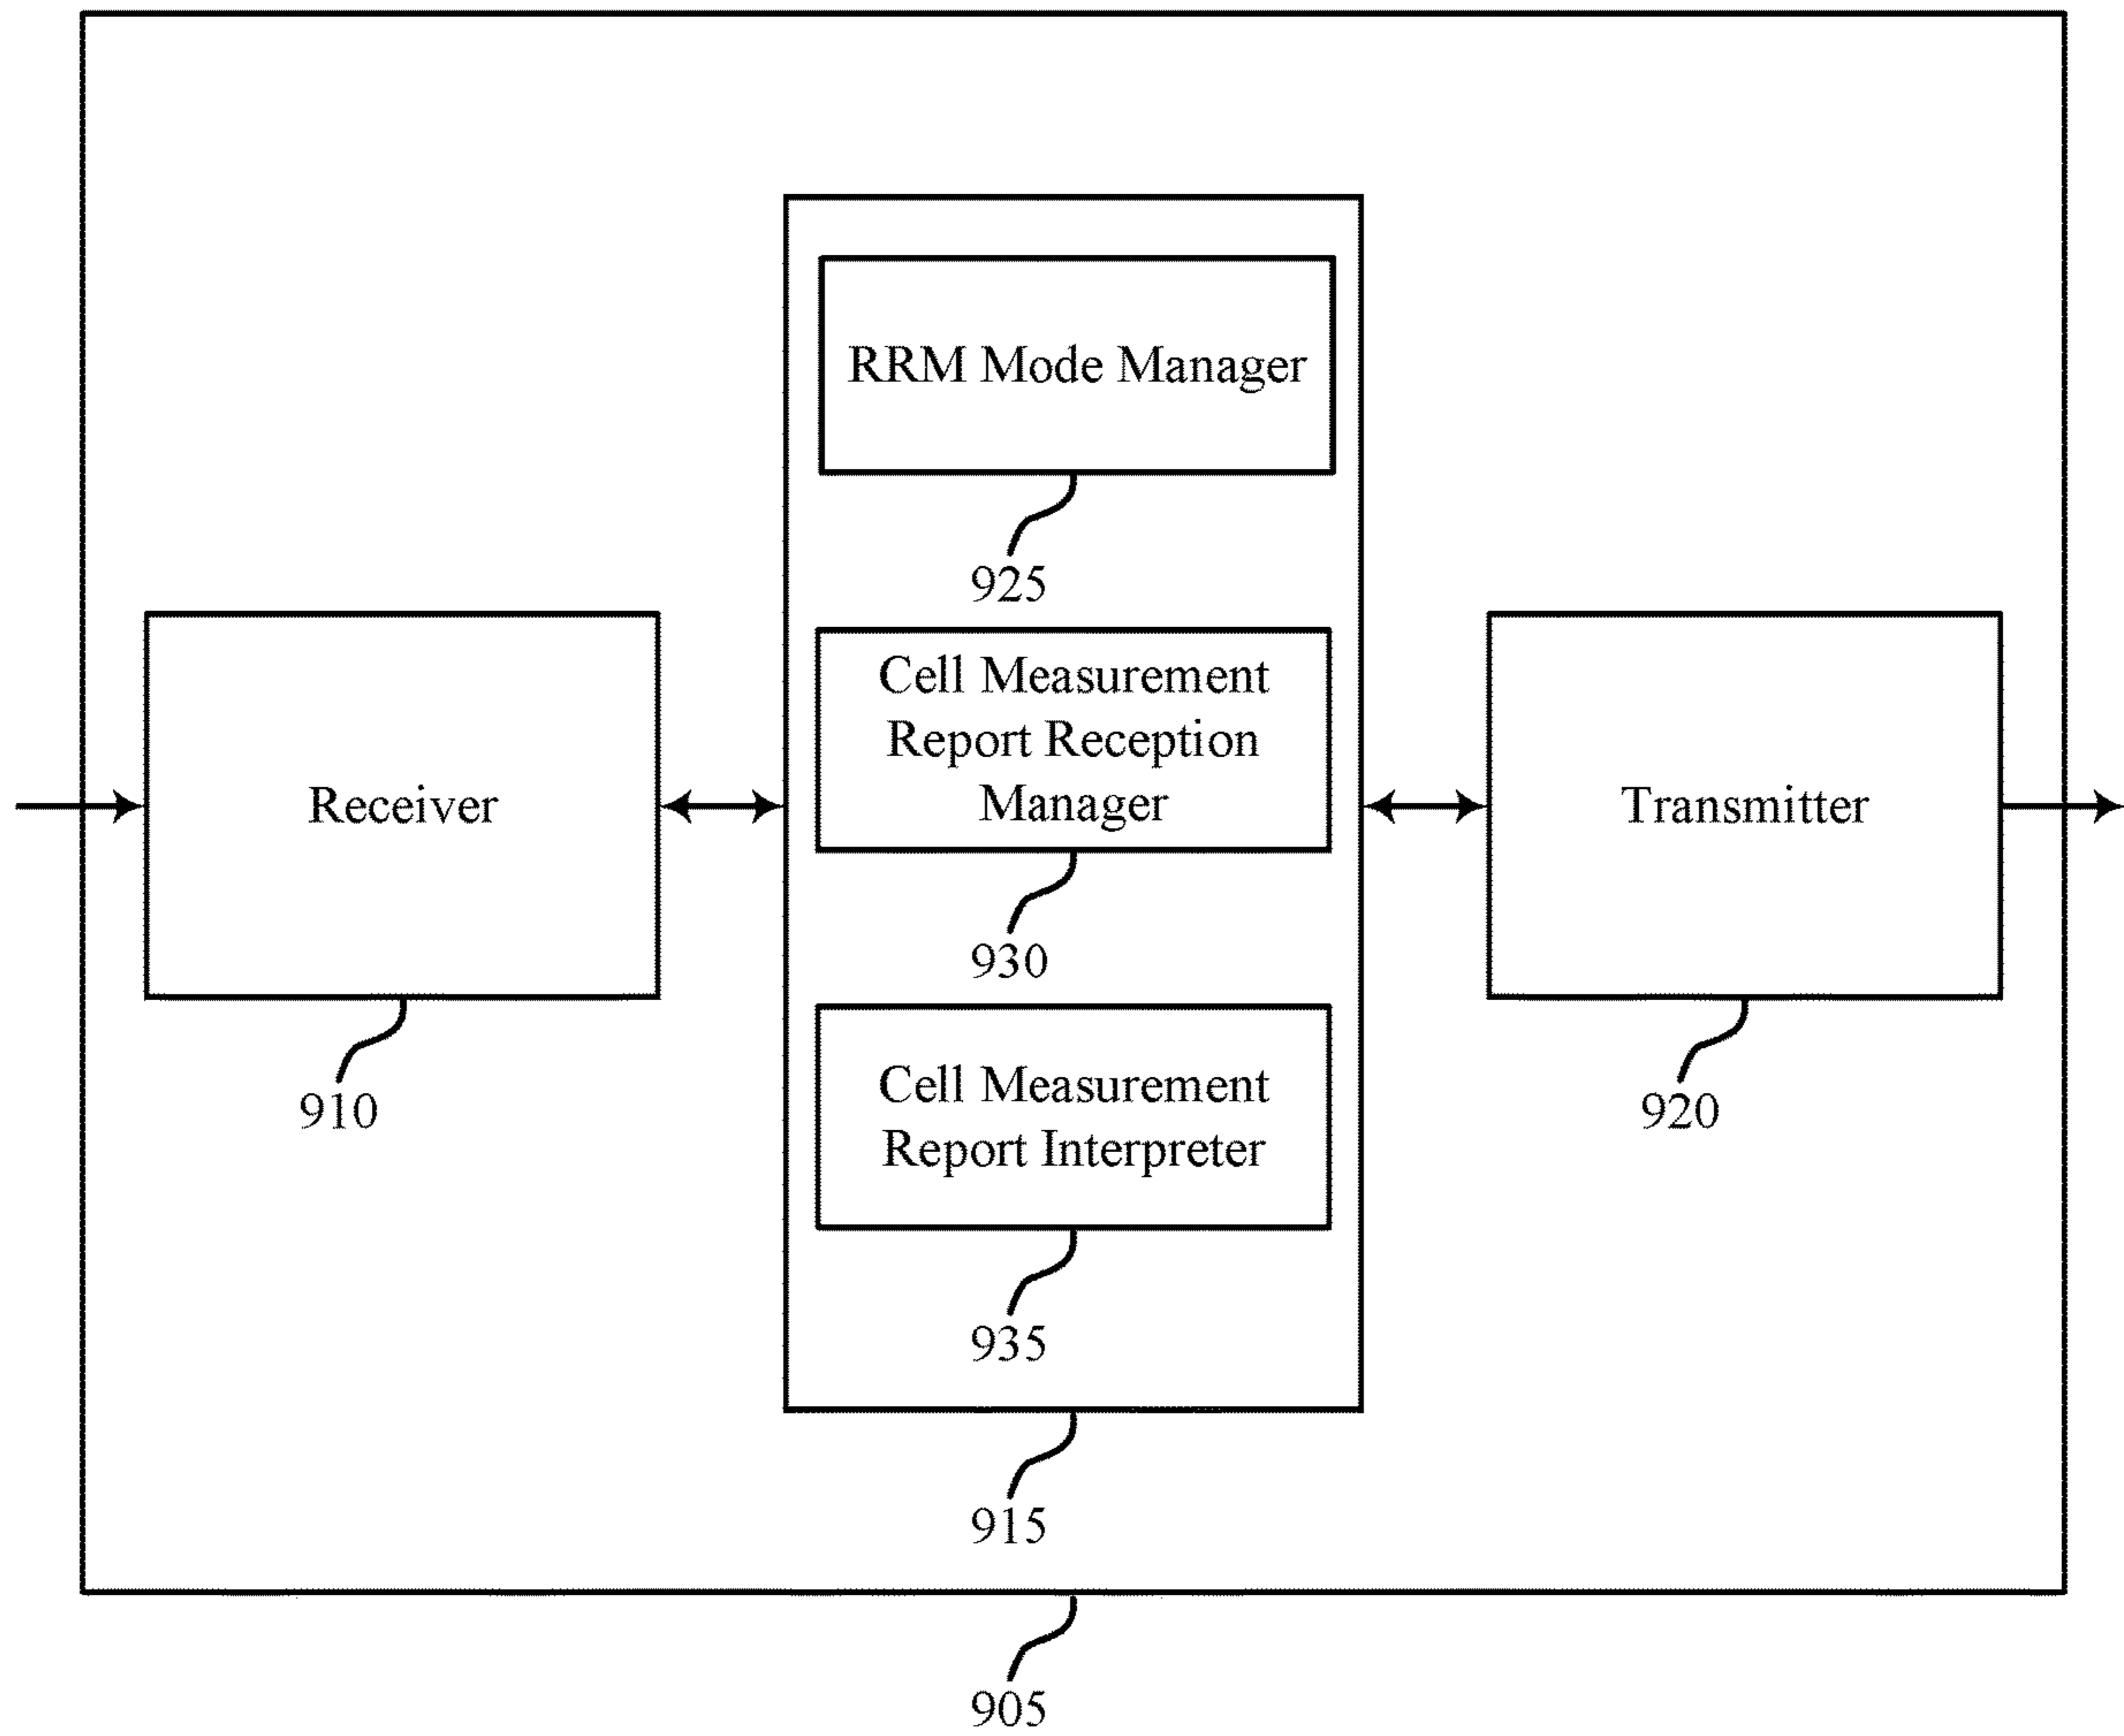 RRM Mode Manager
925
Cell Measurement
Report Reception
Manager
930
Cell Measurement
Report Interpreter
935
915
Receiver
910
Transmitter
920
905